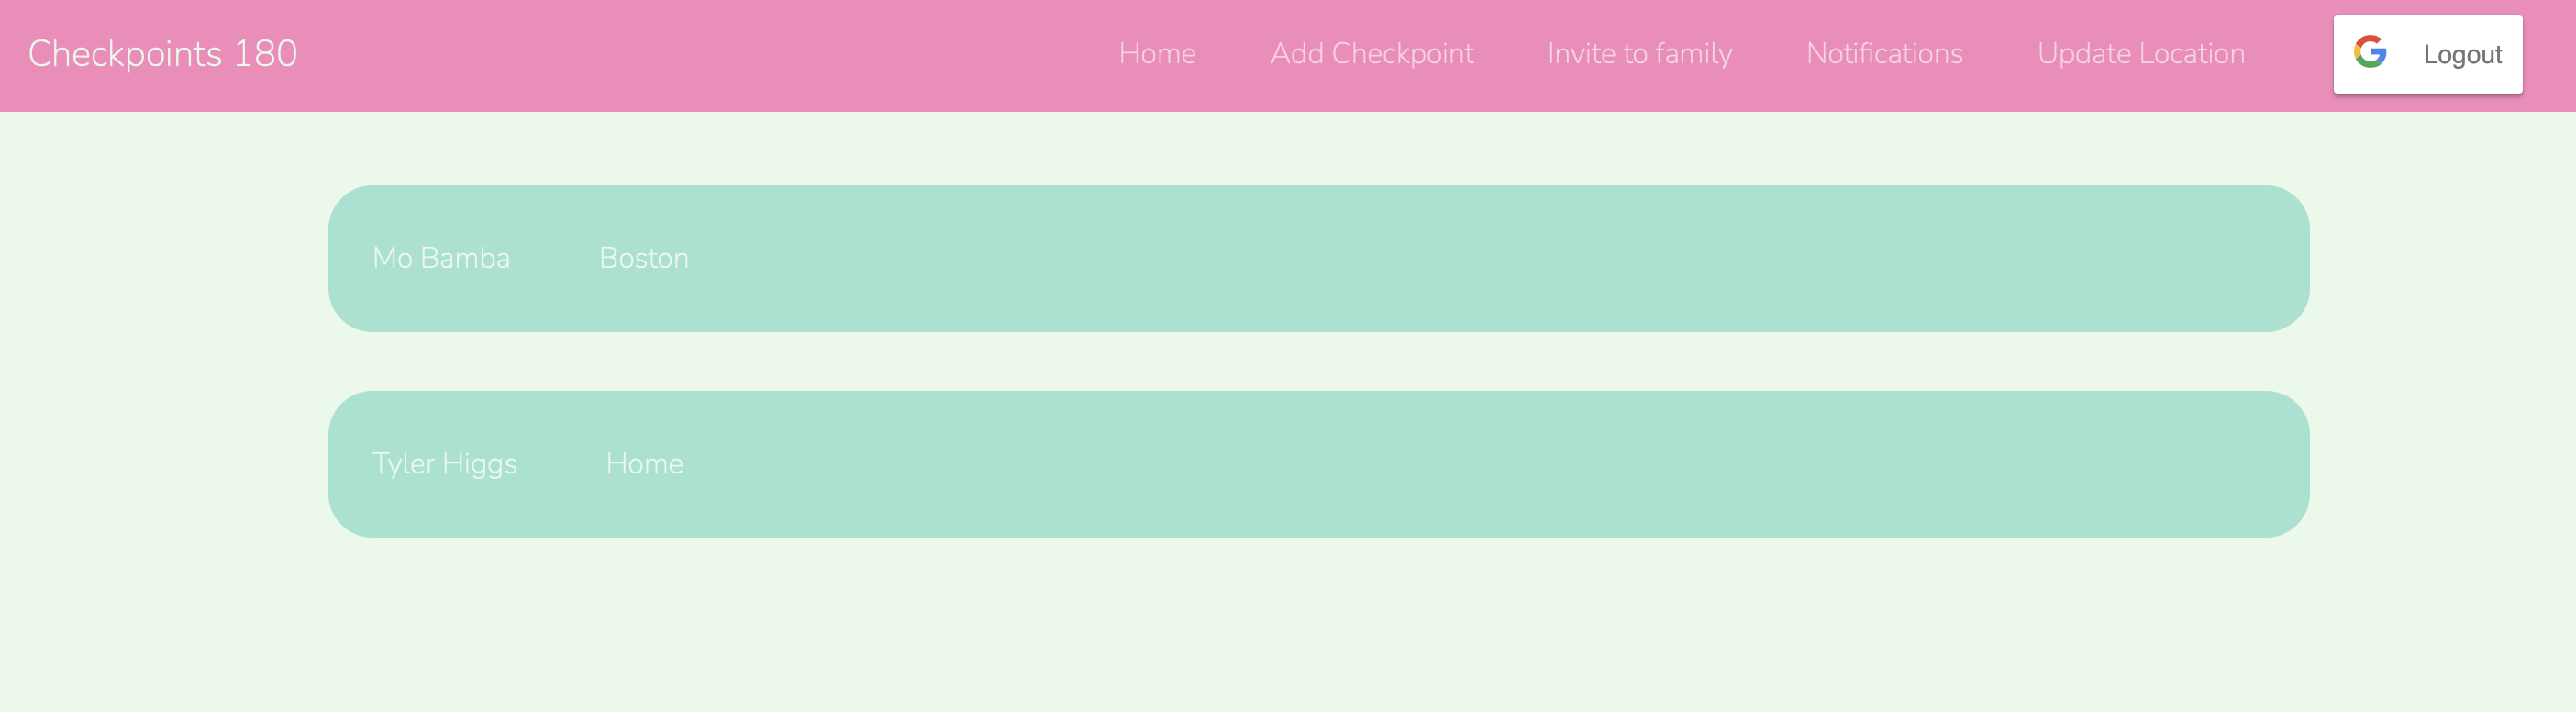 Checkpoints 180 Home Add Checkpoint Invite to family Notifications Update Location Logout
Mo Bamba Boston
Tyler Higgs Home